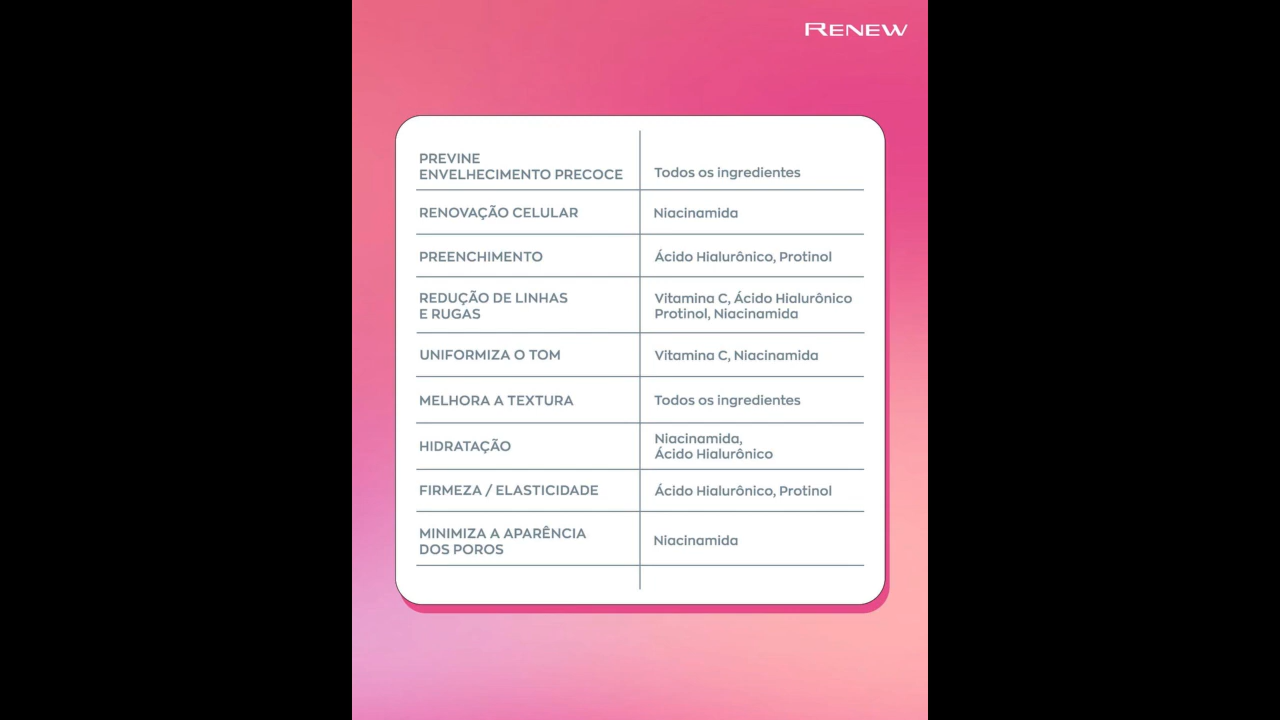 RENEW
PREVINE
ENVELHECIMENTO PRECOCE
Todos os ingredientes
RENOVAÇÃO CELULAR
Niacinamida
PREENCHIMENTO
Ácido Hialurônico, Protinol
REDUÇÃO DE LINHAS
E RUGAS
Vitamina C, Ácido Hialurônico
Protinol, Niacinamida
UNIFORMIZA O TOM
Vitamina C, Niacinamida
MELHORA A TEXTURA
Todos os ingredientes
HIDRATAÇÃO
Niacinamida,
Ácido Hialurônico
FIRMEZA / ELASTICIDADE
Ácido Hialurônico, Protinol
MINIMIZA A APARÊNCIA
DOS POROS
Niacinamida